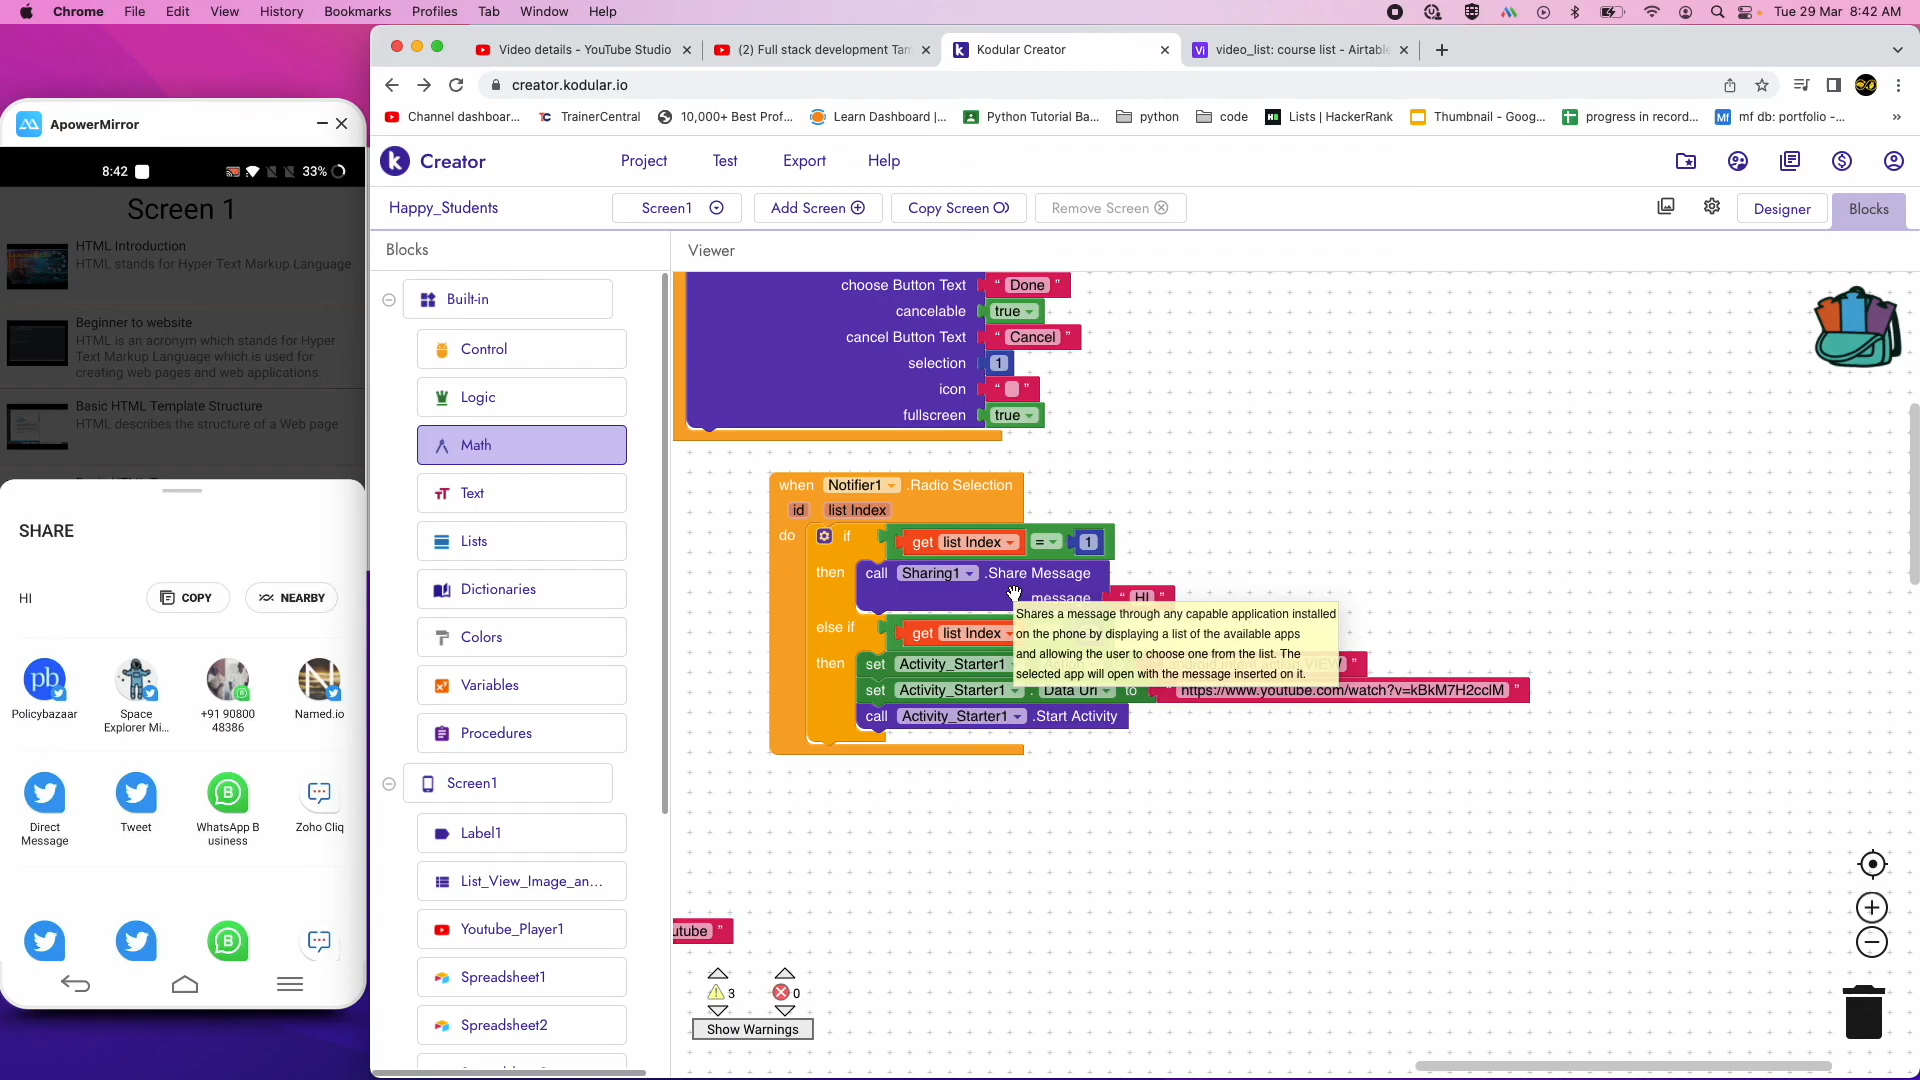 Chrome File Edit View History Bookmarks Profiles Tab Window Help
Tue 29 Mar 8:42 AM
Video details - YouTube Studio
(2) Full stack development Tam
Kodular Creator
Vi video_list: course list - Airtable
creator.kodular.io
Channel dashboar...
TrainerCentral
10,000+ Best Prof...
Learn Dashboard |...
Python Tutorial Ba...
python
code
Lists | HackerRank
Thumbnail - Goog...
progress in record...
mf db: portfolio -...
ApowerMirror
8:42
33%
Screen 1
HTML Introduction
HTML stands for Hyper Text Markup Language
Beginner to website
HTML is an acronym which stands for Hyper
Text Markup Language which is used for
creating web pages and web applications.
Basic HTML Template Structure
HTML describes the structure of a Web page
SHARE
HI
COPY
NEARBY
Policybazaar
Space
Explorer Mi...
+91 90800
48386
Named.io
Direct
Message
Tweet
WhatsApp B
usiness
Zoho Cliq
Creator
Project
Test
Export
Help
Happy_Students
Screen1
Add Screen
Copy Screen
Remove Screen
Designer
Blocks
Blocks
Viewer
Built-in
Control
Logic
Math
Text
Lists
Dictionaries
Colors
Variables
Procedures
Screen1
Label1
List_View_Image_an...
Youtube_Player1
Spreadsheet1
Spreadsheet2
choose Button Text “ Done ”
cancelable true
cancel Button Text “ Cancel ”
selection 1
icon “ ”
fullscreen true
when Notifier1 .Radio Selection
id list Index
do if get list Index = 1
then call Sharing1 .Share Message
message “ HI ”
Shares a message through any capable application installed
on the phone by displaying a list of the available apps
and allowing the user to choose one from the list. The
selected app will open with the message inserted on it.
else if get list Index
then set Activity_Starter1
set Activity_Starter1 . Data Uri to “ https://www.youtube.com/watch?v=kBkM7H2cclM ”
call Activity_Starter1 .Start Activity
utube ”
3
0
Show Warnings